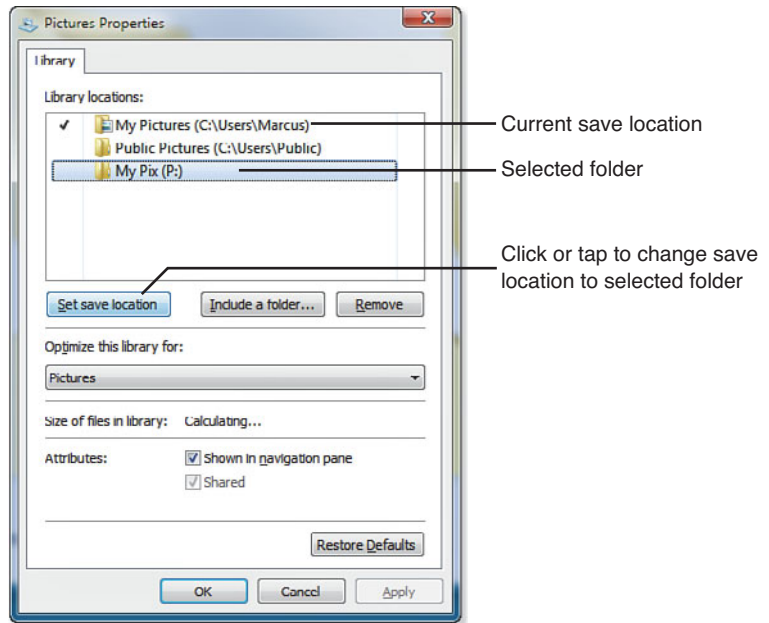 Pictures Properties
Library
Library locations:
My Pictures (C:\Users\Marcus)
Current save location
Public Pictures (C:\Users\Public)
My Pix (P:)
Selected folder
Click or tap to change save
location to selected folder
Set save location
Include a folder...
Remove
Optimize this library for:
Pictures
Size of files in library: Calculating...
Attributes:
Shown in navigation pane
Shared
Restore Defaults
OK
Cancel
Apply